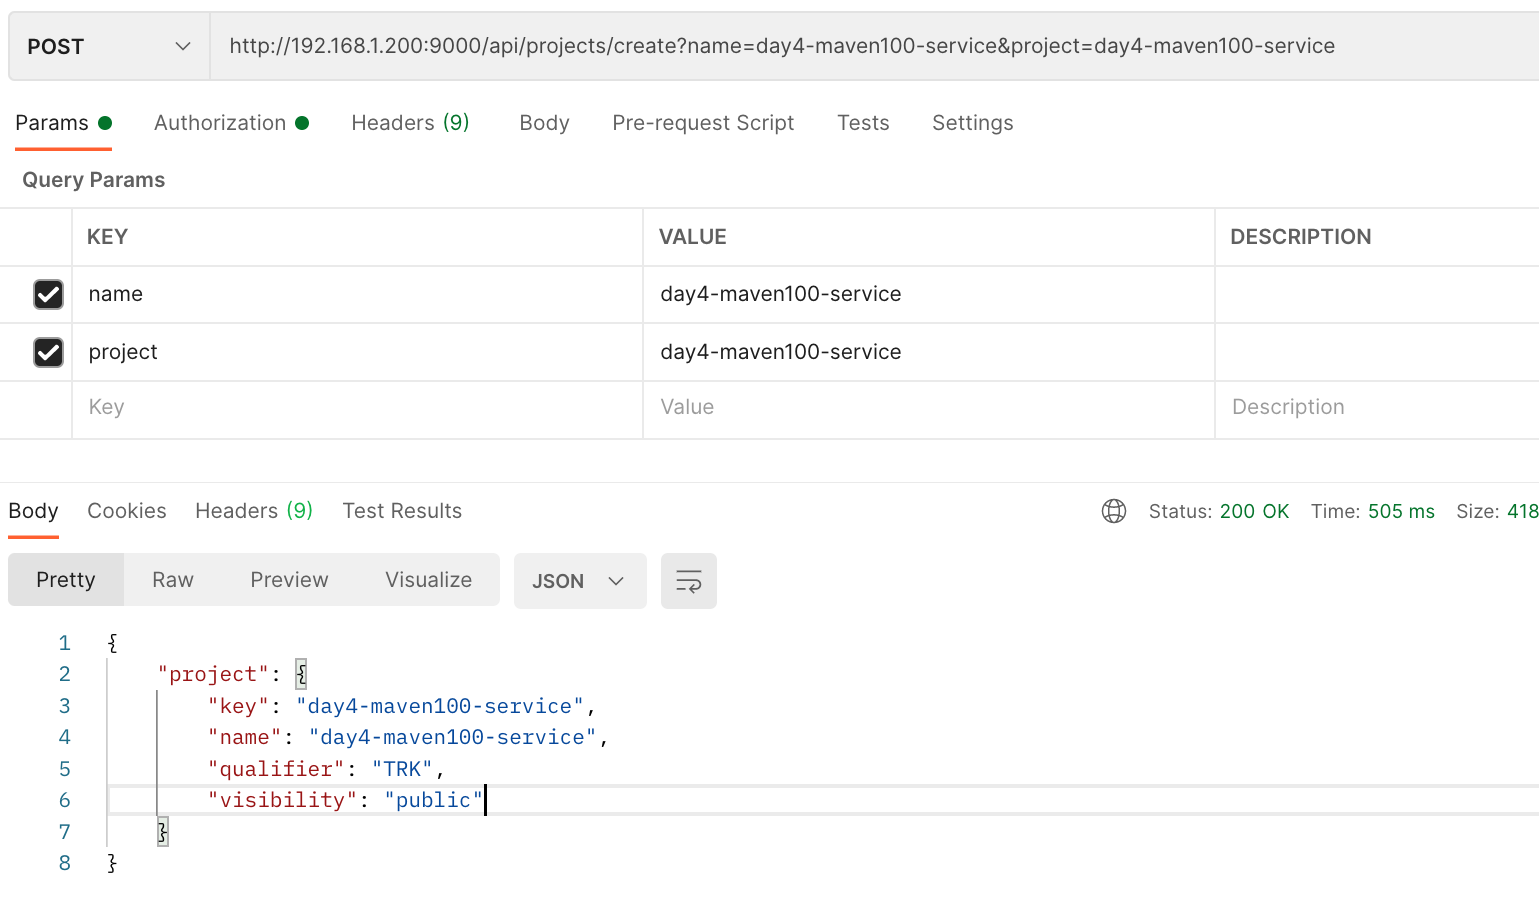 POST http://192.168.1.200:9000/api/projects/create?name=day4-maven100-service&project=day4-maven100-service
Params Authorization Headers (9) Body Pre-request Script Tests Settings
Query Params
KEY VALUE DESCRIPTION
name day4-maven100-service
project day4-maven100-service
Key Value Description
Body Cookies Headers (9) Test Results Status: 200 OK Time: 505 ms Size: 418
Pretty Raw Preview Visualize JSON
1 {
2 "project": {
3 "key": "day4-maven100-service",
4 "name": "day4-maven100-service",
5 "qualifier": "TRK",
6 "visibility": "public"
7 }
8 }